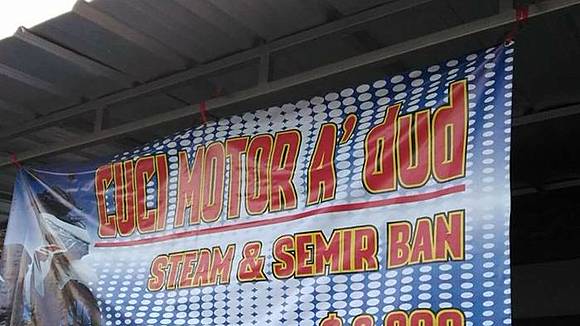 CUCI MOTOR A' dud
STEAM & SEMIR BAN